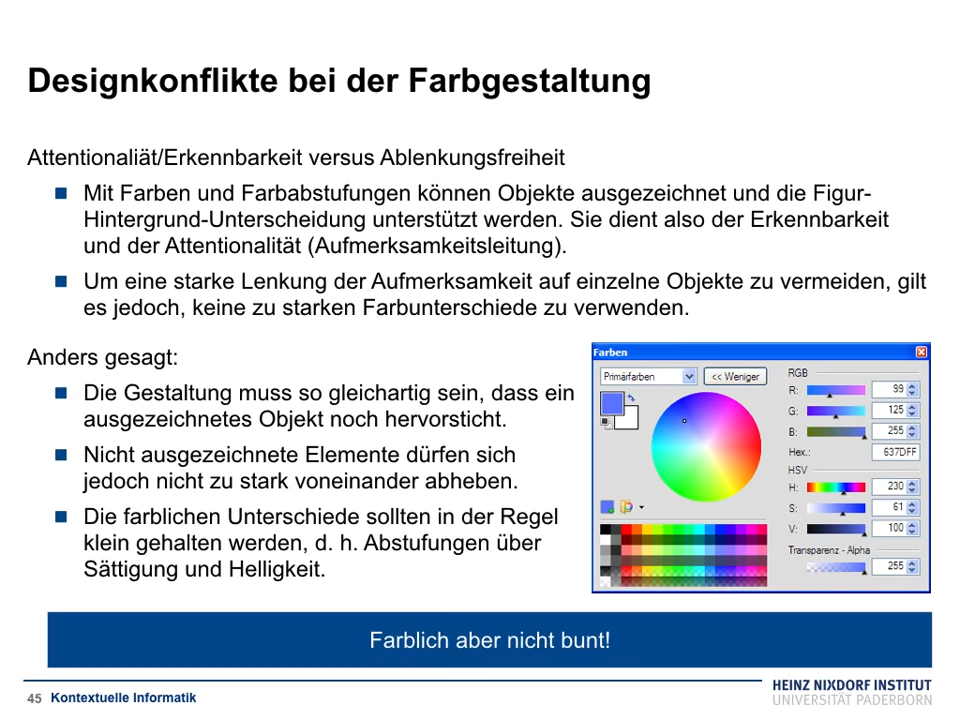 Designkonflikte bei der Farbgestaltung
Attentionaliät/Erkennbarkeit versus Ablenkungsfreiheit
Mit Farben und Farbabstufungen können Objekte ausgezeichnet und die Figur-
Hintergrund-Unterscheidung unterstützt werden. Sie dient also der Erkennbarkeit
und der Attentionalität (Aufmerksamkeitsleitung).
Um eine starke Lenkung der Aufmerksamkeit auf einzelne Objekte zu vermeiden, gilt
es jedoch, keine zu starken Farbunterschiede zu verwenden.
Anders gesagt:
Die Gestaltung muss so gleichartig sein, dass ein
ausgezeichnetes Objekt noch hervorsticht.
Nicht ausgezeichnete Elemente dürfen sich
jedoch nicht zu stark voneinander abheben.
Die farblichen Unterschiede sollten in der Regel
klein gehalten werden, d. h. Abstufungen über
Sättigung und Helligkeit.
Farben
Primärfarben
<< Weniger
RGB
R: 99
G: 125
B: 255
Hex.: 637DFF
HSV
H: 230
S: 61
V: 100
Transparenz - Alpha
255
Farblich aber nicht bunt!
45 Kontextuelle Informatik
HEINZ NIXDORF INSTITUT
UNIVERSITÄT PADERBORN